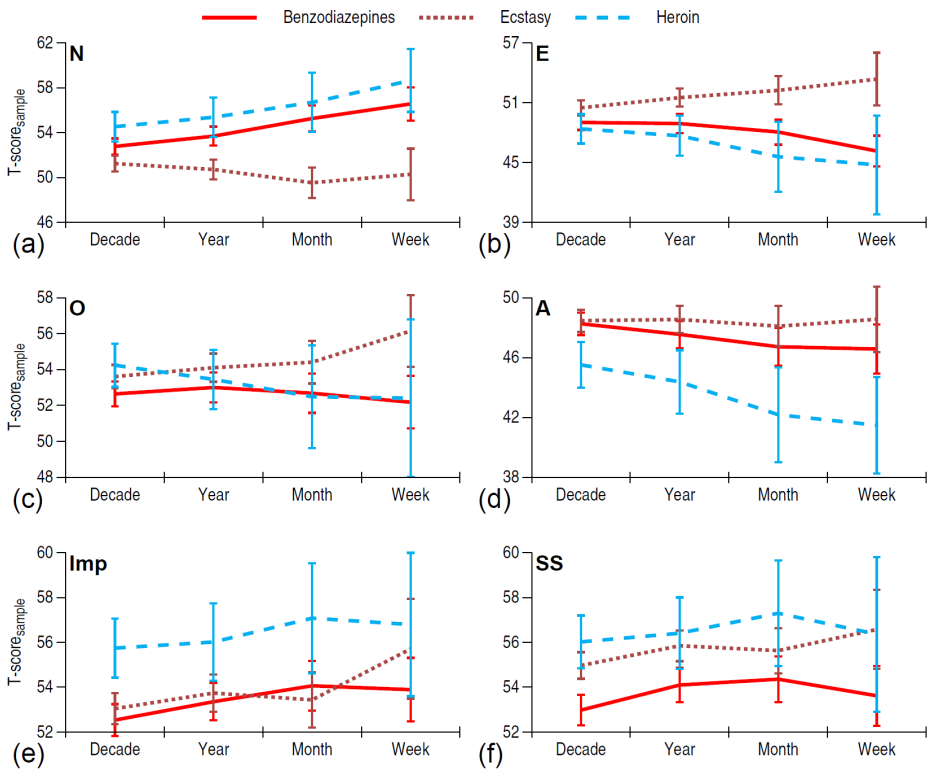 Benzodiazepines Ecstasy Heroin
N
62
58
54
50
46
T-score_sample
Decade Year Month Week
(a)
E
57
51
45
39
Decade Year Month Week
(b)
O
58
56
54
52
50
48
T-score_sample
Decade Year Month Week
(c)
A
50
46
42
38
Decade Year Month Week
(d)
Imp
60
58
56
54
52
T-score_sample
Decade Year Month Week
(e)
SS
60
58
56
54
52
Decade Year Month Week
(f)